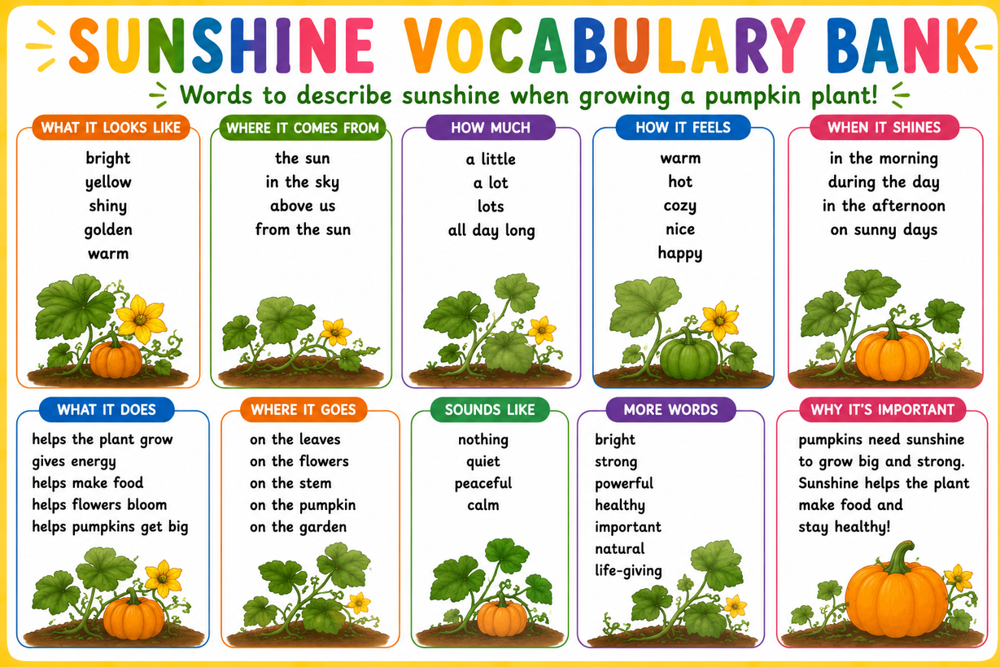 SUNSHINE VOCABULARY BANK
Words to describe sunshine when growing a pumpkin plant!
WHAT IT LOOKS LIKE
bright
yellow
shiny
golden
warm
WHERE IT COMES FROM
the sun
in the sky
above us
from the sun
HOW MUCH
a little
a lot
lots
all day long
HOW IT FEELS
warm
hot
cozy
nice
happy
WHEN IT SHINES
in the morning
during the day
in the afternoon
on sunny days
WHAT IT DOES
helps the plant grow
gives energy
helps make food
helps flowers bloom
helps pumpkins get big
WHERE IT GOES
on the leaves
on the flowers
on the stem
on the pumpkin
on the garden
SOUNDS LIKE
nothing
quiet
peaceful
calm
MORE WORDS
bright
strong
powerful
healthy
important
natural
life-giving
WHY IT'S IMPORTANT
pumpkins need sunshine
to grow big and strong.
Sunshine helps the plant
make food and
stay healthy!